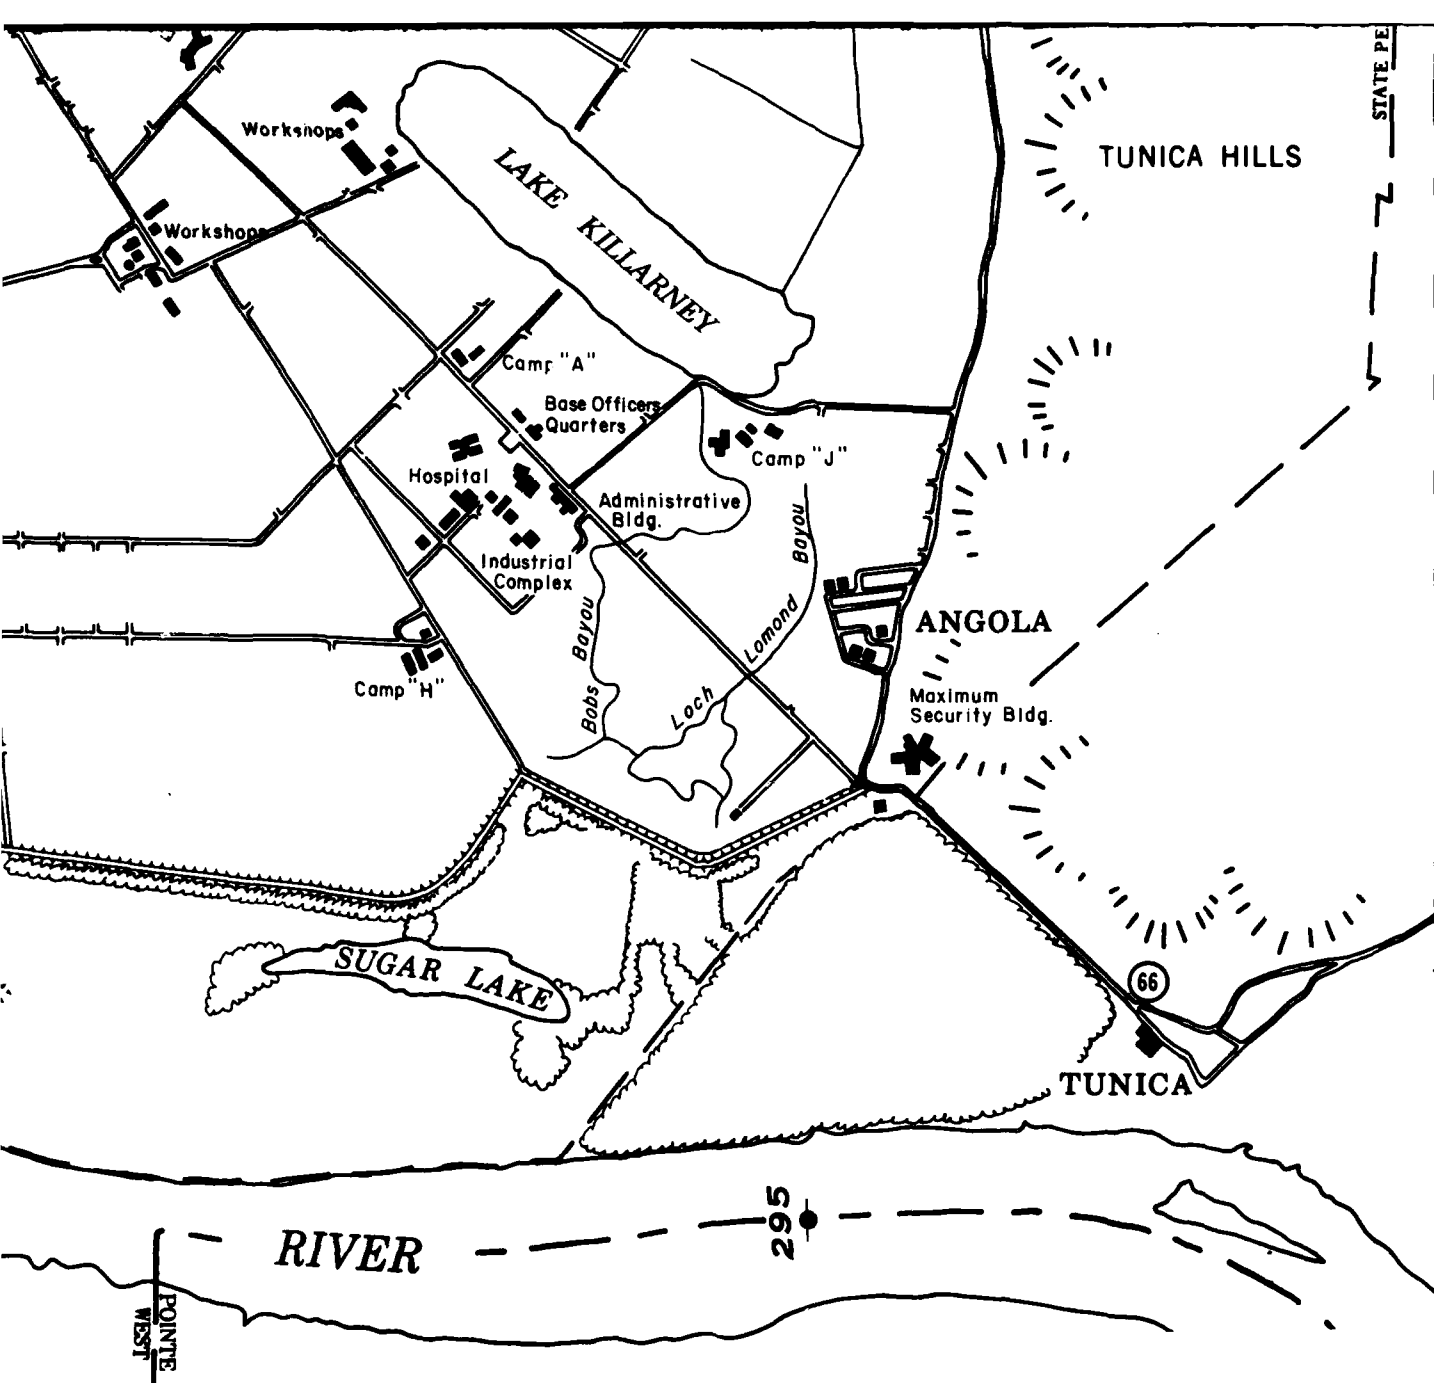 STATE PE
Workshops
TUNICA HILLS
LAKE KILLARNEY
Workshops
Camp "A"
Base Officers
Quarters
Camp "J"
Hospital
Administrative
Bldg.
Bayou
Industrial
Complex
ANGOLA
Bayou
Lomond
Camp "H"
Bobs
Loch
Maximum
Security Bldg.
SUGAR LAKE
66
TUNICA
295
RIVER
POINTE
WEST